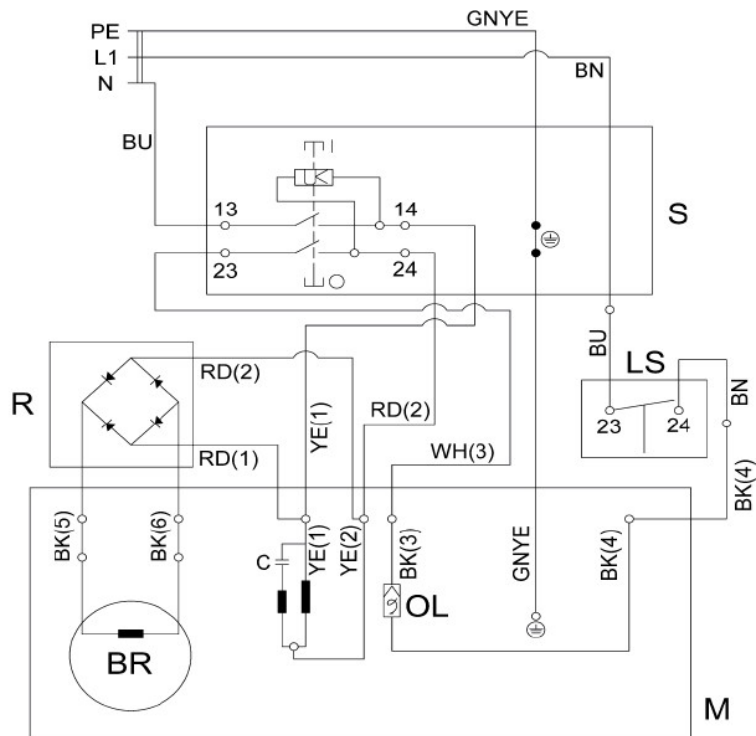 GNYE
PE
L1
N
BN
BU
I
U<
S
13
14
23
24
O
BU
LS
BN
R
RD(2)
RD(2)
23
24
YE(1)
RD(1)
WH(3)
BK(4)
BK(5)
BK(6)
C
YE(1)
YE(2)
BK(3)
OL
GNYE
BK(4)
BR
M